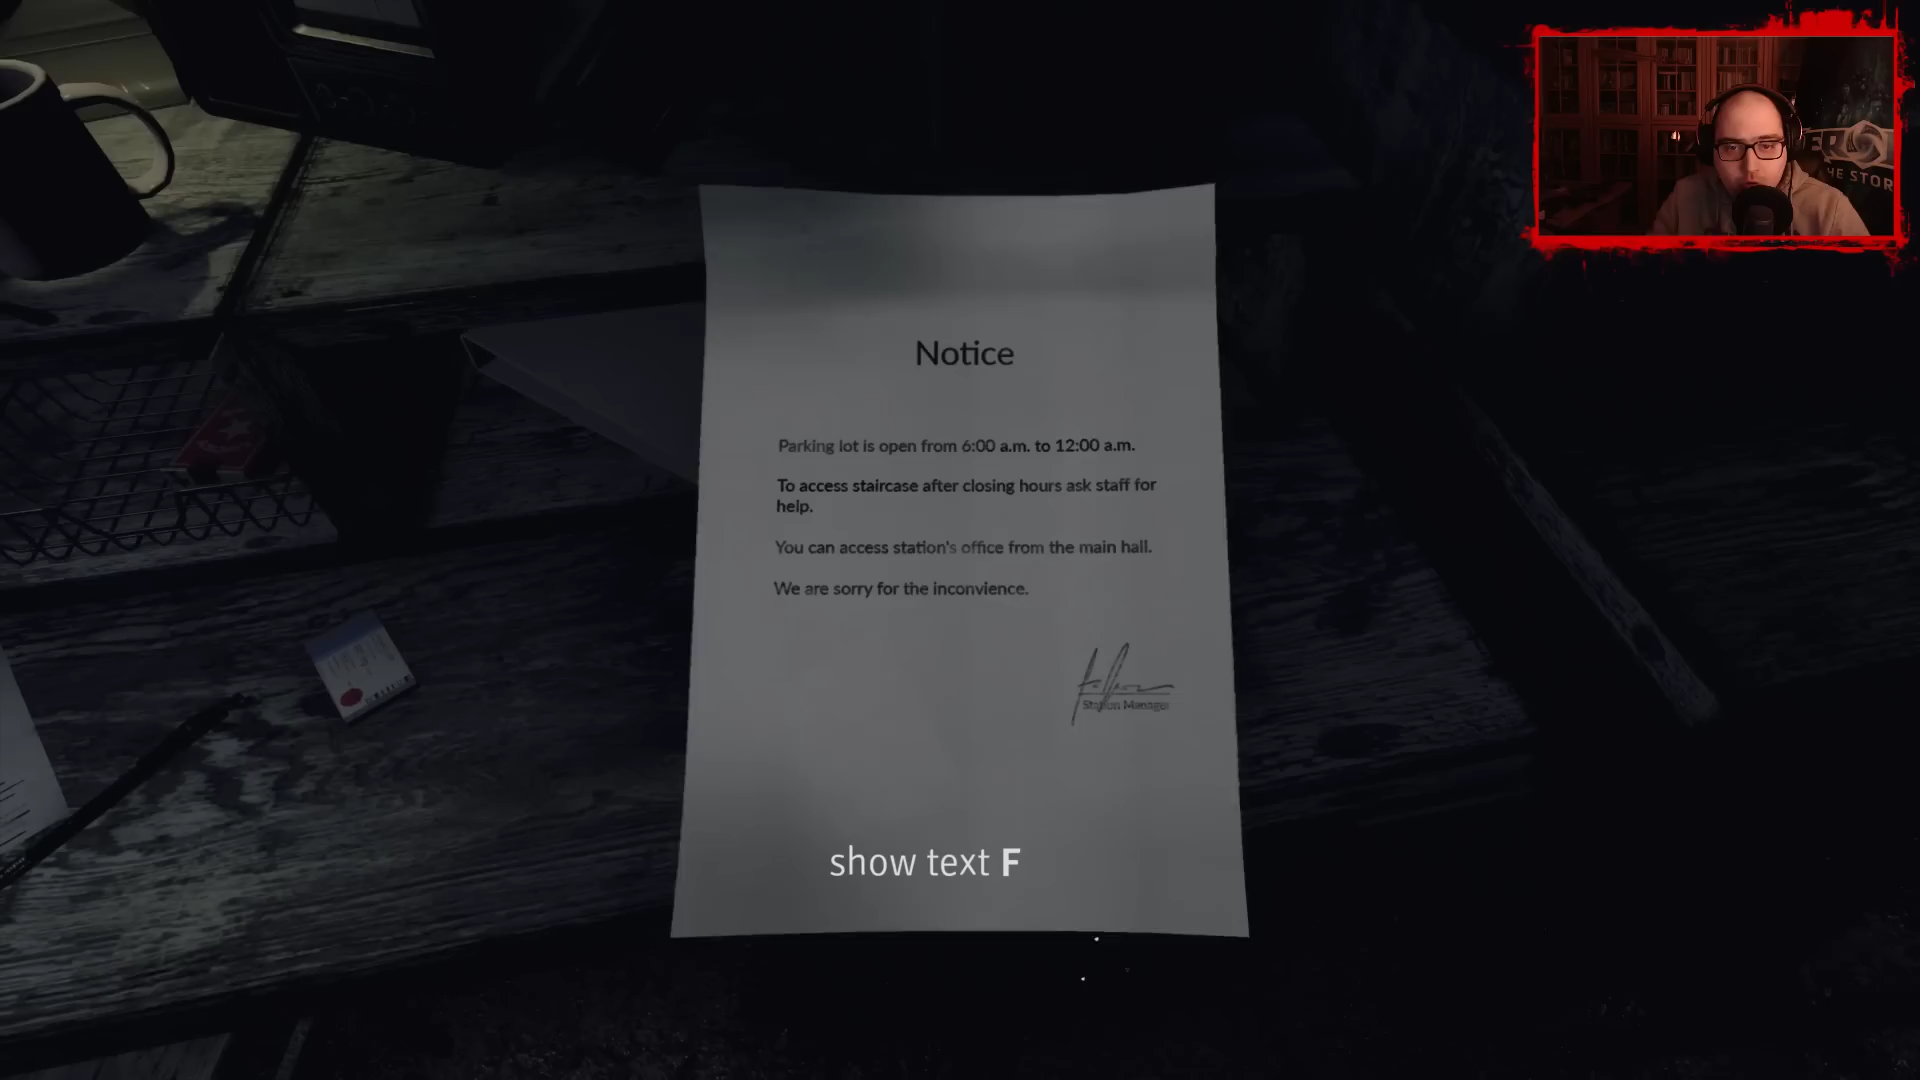 Notice
Parking lot is open from 6:00 a.m. to 12:00 a.m.
To access staircase after closing hours ask staff for
help.
You can access station's office from the main hall.
We are sorry for the inconvience.
Station Manager
show text F
HE STOR